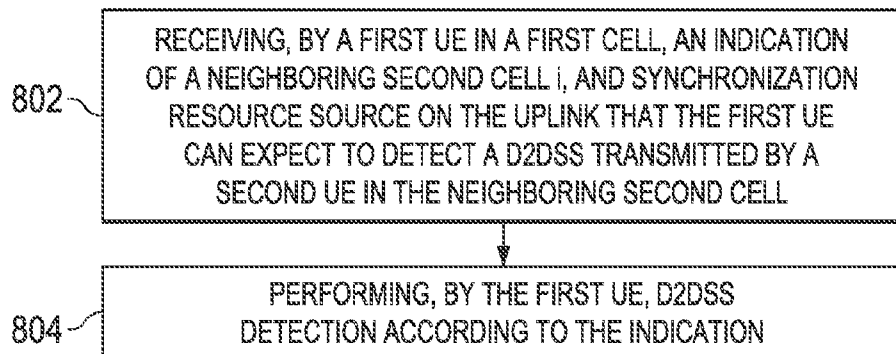 RECEIVING, BY A FIRST UE IN A FIRST CELL, AN INDICATION
OF A NEIGHBORING SECOND CELL i, AND SYNCHRONIZATION
802 RESOURCE SOURCE ON THE UPLINK THAT THE FIRST UE
CAN EXPECT TO DETECT A D2DSS TRANSMITTED BY A
SECOND UE IN THE NEIGHBORING SECOND CELL
PERFORMING, BY THE FIRST UE, D2DSS
804 DETECTION ACCORDING TO THE INDICATION